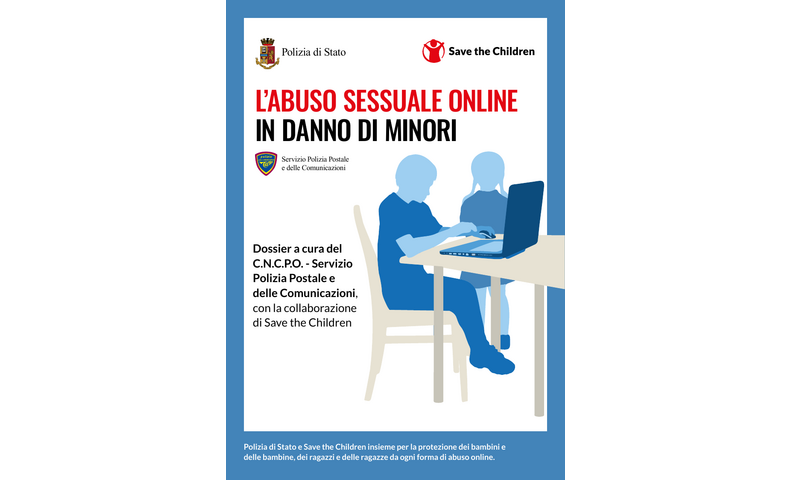 Polizia di Stato
Save the Children
L'ABUSO SESSUALE ONLINE
IN DANNO DI MINORI
Servizio Polizia Postale
e delle Comunicazioni
Dossier a cura del
C.N.C.P.O. - Servizio
Polizia Postale e
delle Comunicazioni,
con la collaborazione
di Save the Children
Polizia di Stato e Save the Children insieme per la protezione dei bambini e
delle bambine, dei ragazzi e delle ragazze da ogni forma di abuso online.